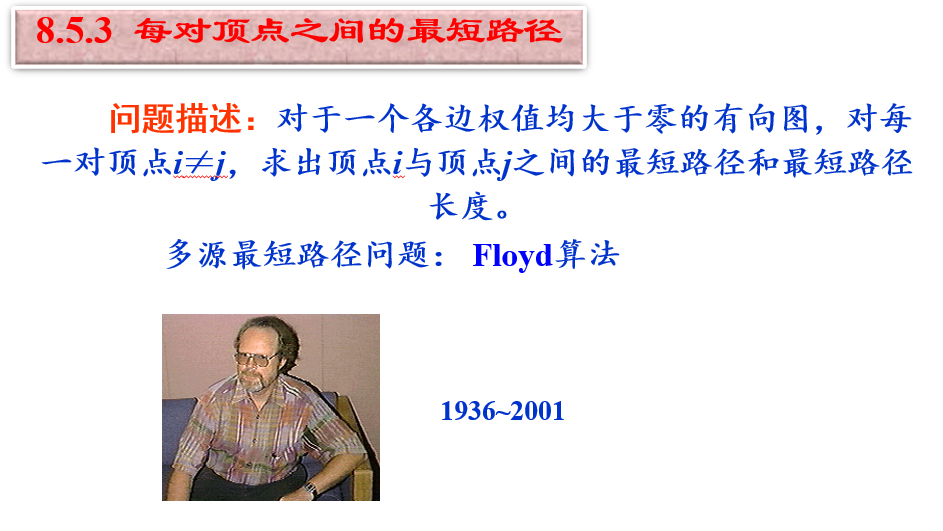 8.5.3 每对顶点之间的最短路径
问题描述：对于一个各边权值均大于零的有向图，对每
一对顶点i≠j，求出顶点i与顶点j之间的最短路径和最短路径
长度。
多源最短路径问题： Floyd算法
1936~2001